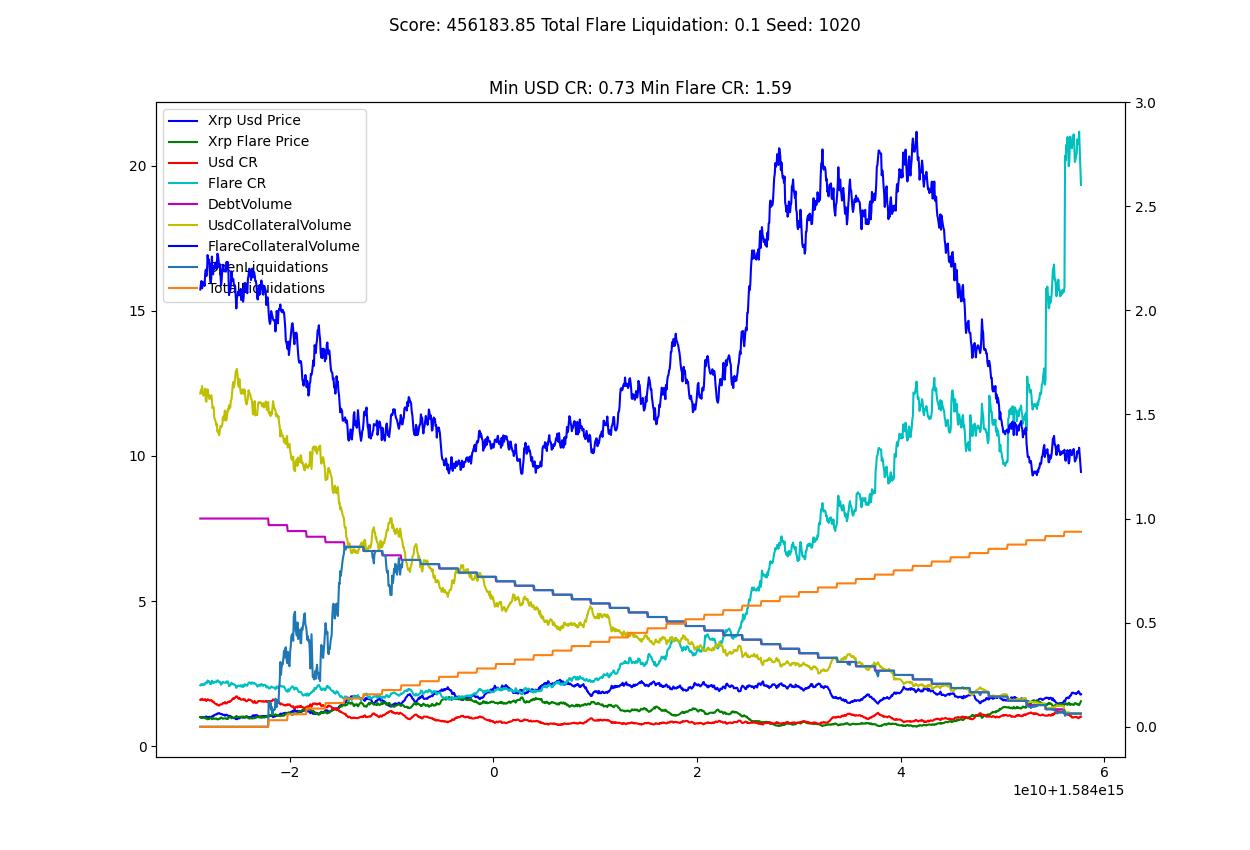 Score: 456183.85 Total Flare Liquidation: 0.1 Seed: 1020
Min USD CR: 0.73 Min Flare CR: 1.59
Xrp Usd Price
Xrp Flare Price
Usd CR
Flare CR
DebtVolume
UsdCollateralVolume
FlareCollateralVolume
OpenLiquidations
TotalLiquidations
20
15
10
5
0
3.0
2.5
2.0
1.5
1.0
0.5
0.0
−2
0
2
4
6
1e10+1.584e15